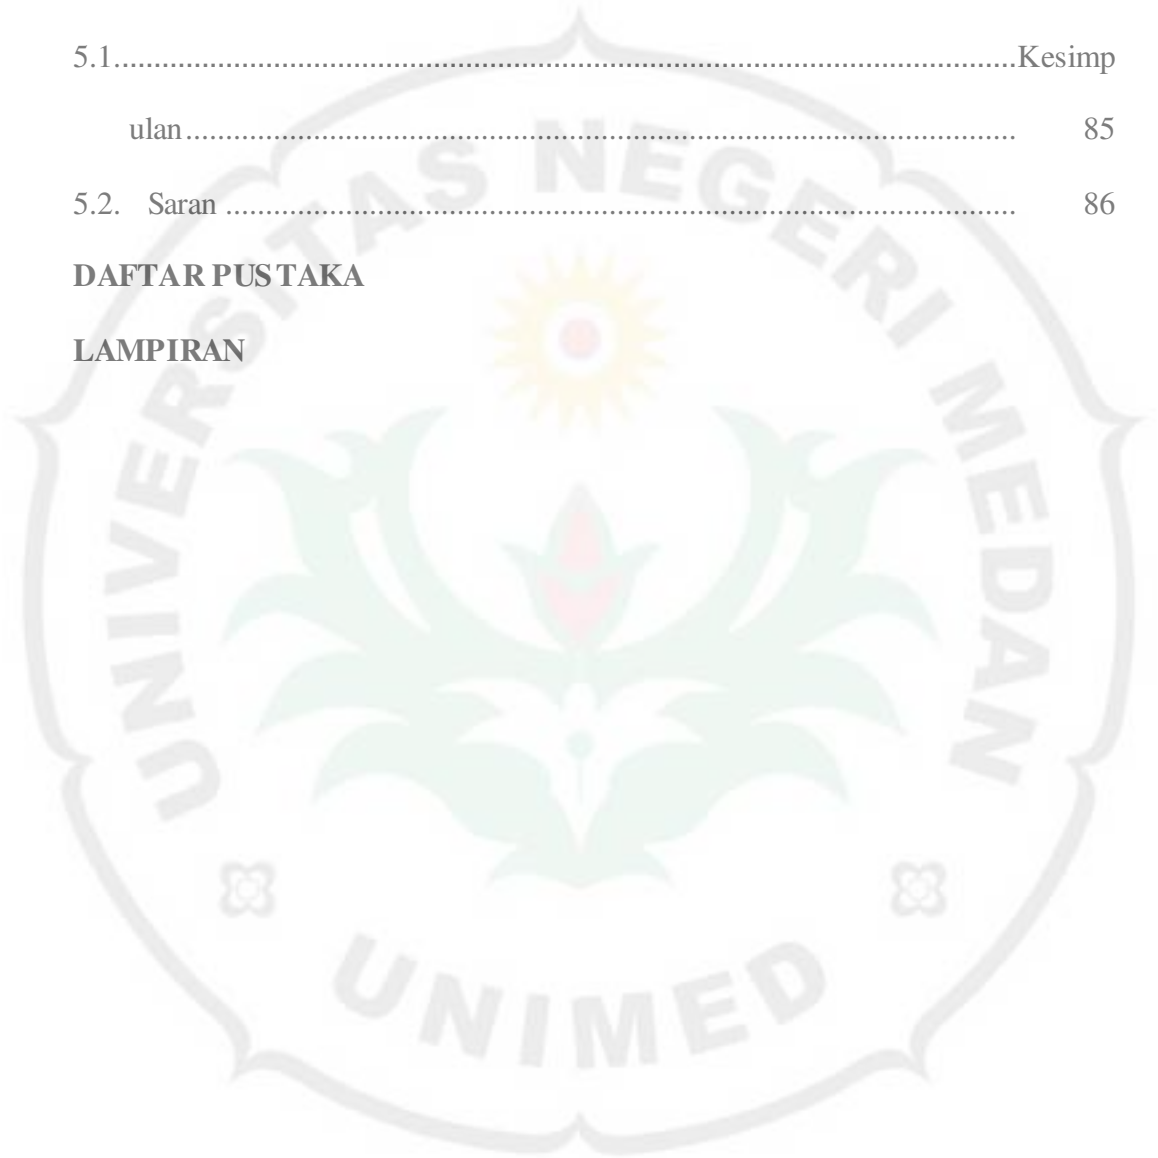 5.1...............................................................................................................Kesimp
ulan....................................................................................................... 85
5.2. Saran .................................................................................................. 86
DAFTAR PUSTAKA
LAMPIRAN
UNIVERSITAS NEGERI MEDAN
UNIMED